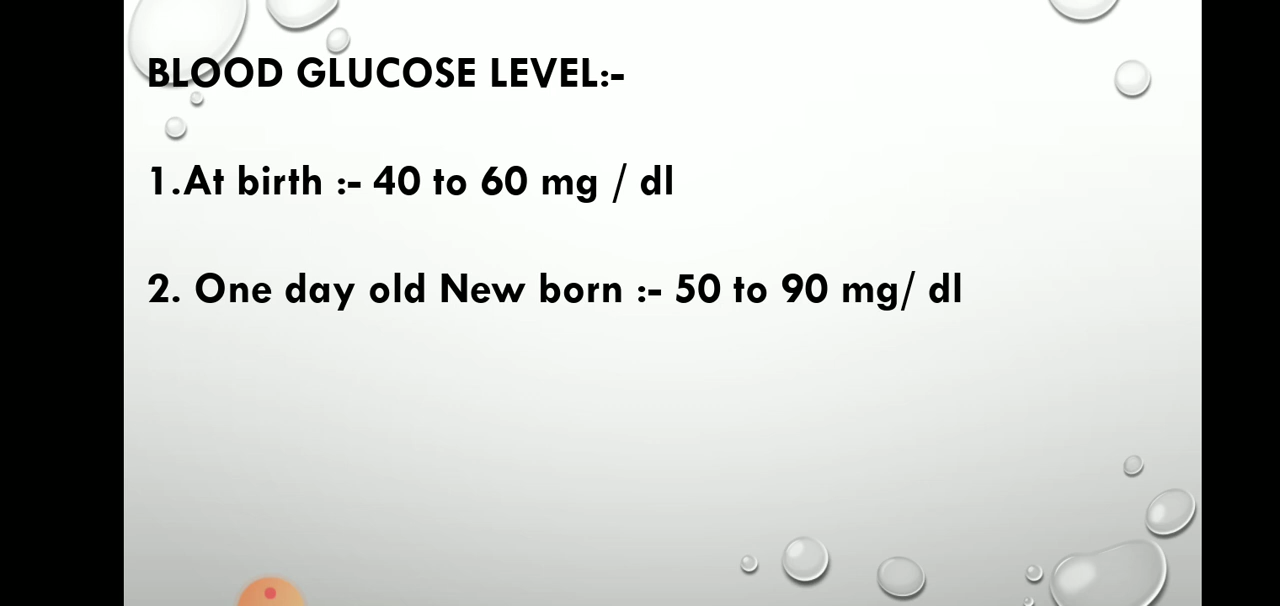 BLOOD GLUCOSE LEVEL:-
1.At birth :- 40 to 60 mg / dl
2. One day old New born :- 50 to 90 mg/ dl